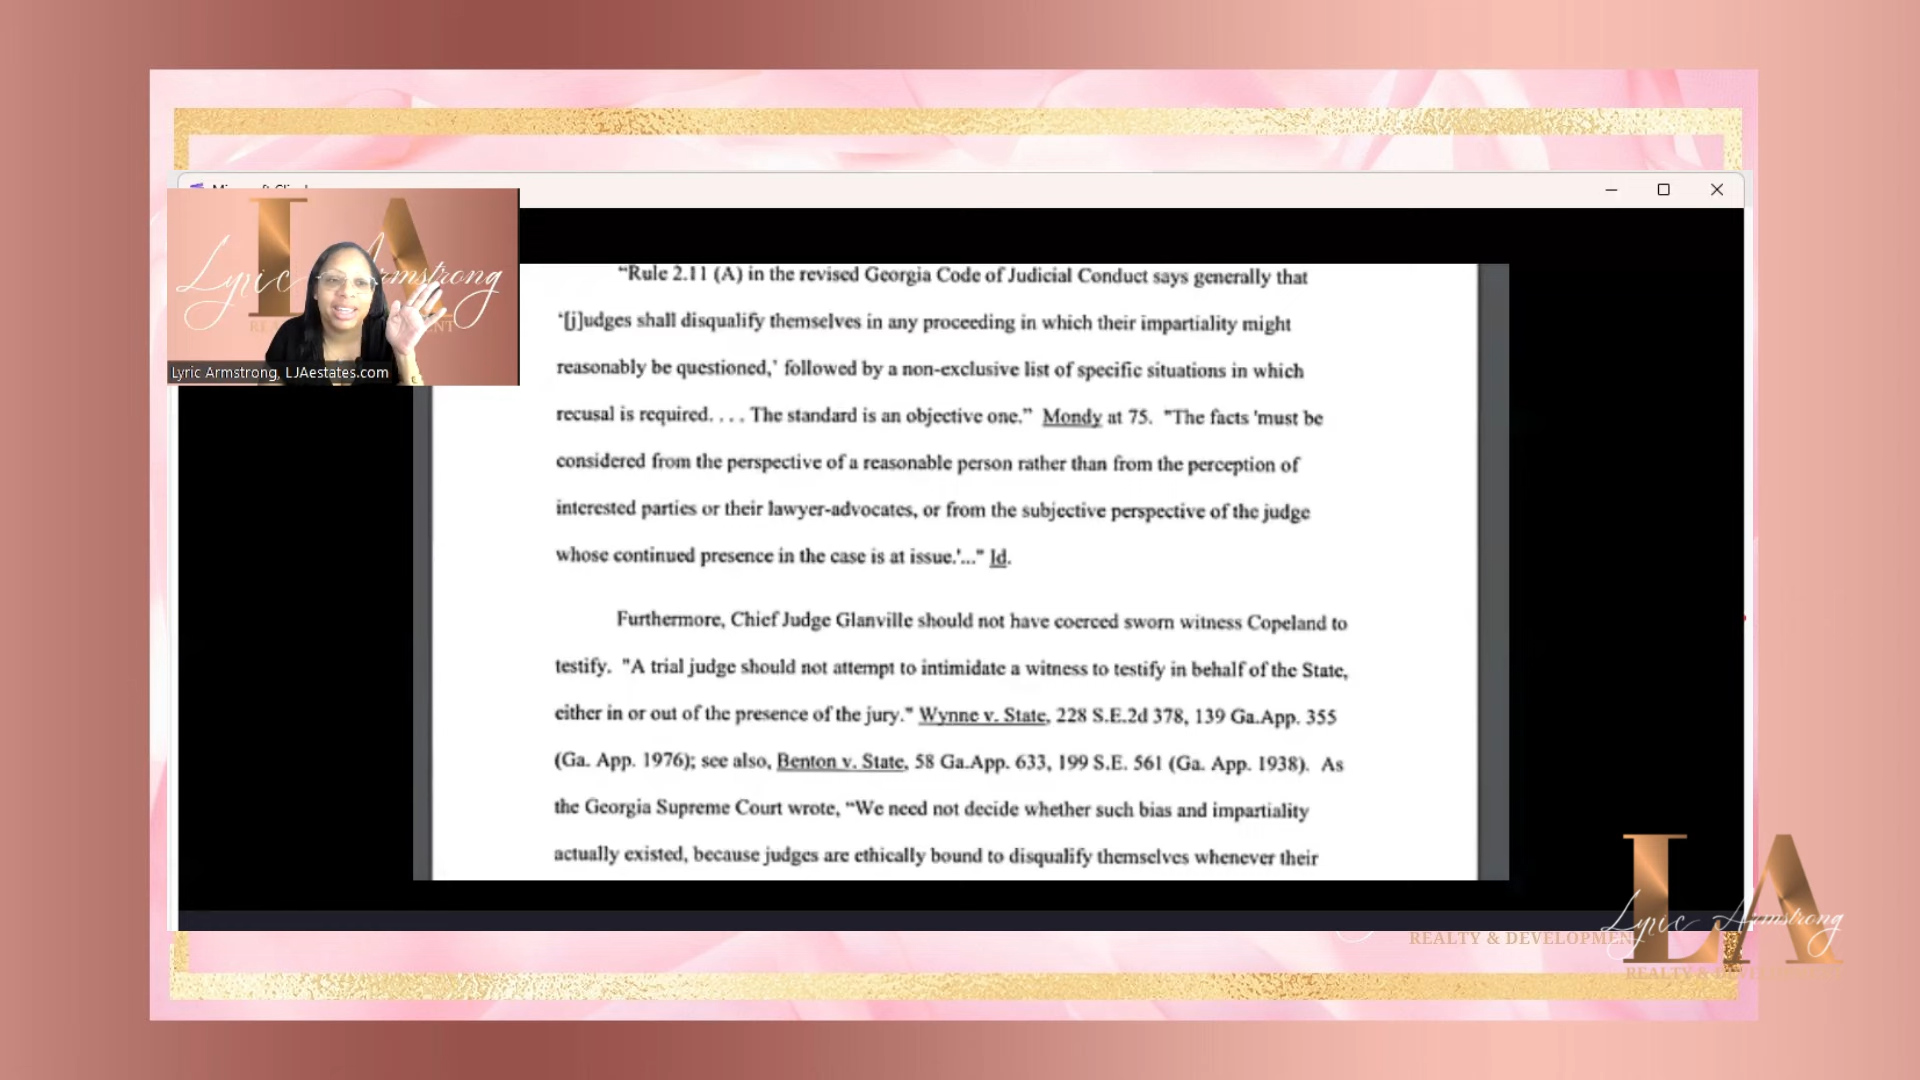 LA
Lyric Armstrong
Lyric Armstrong, LJAestates.com
“Rule 2.11 (A) in the revised Georgia Code of Judicial Conduct says generally that
‘[j]udges shall disqualify themselves in any proceeding in which their impartiality might
reasonably be questioned,’ followed by a non-exclusive list of specific situations in which
recusal is required. . . . The standard is an objective one.” Mondy at 75. "The facts 'must be
considered from the perspective of a reasonable person rather than from the perception of
interested parties or their lawyer-advocates, or from the subjective perspective of the judge
whose continued presence in the case is at issue.'..." Id.
Furthermore, Chief Judge Glanville should not have coerced sworn witness Copeland to
testify. "A trial judge should not attempt to intimidate a witness to testify in behalf of the State,
either in or out of the presence of the jury." Wynne v. State, 228 S.E.2d 378, 139 Ga.App. 355
(Ga. App. 1976); see also, Benton v. State, 58 Ga.App. 633, 199 S.E. 561 (Ga. App. 1938). As
the Georgia Supreme Court wrote, “We need not decide whether such bias and impartiality
actually existed, because judges are ethically bound to disqualify themselves whenever their
LA
Lyric Armstrong
REALTY & DEVELOPMEN